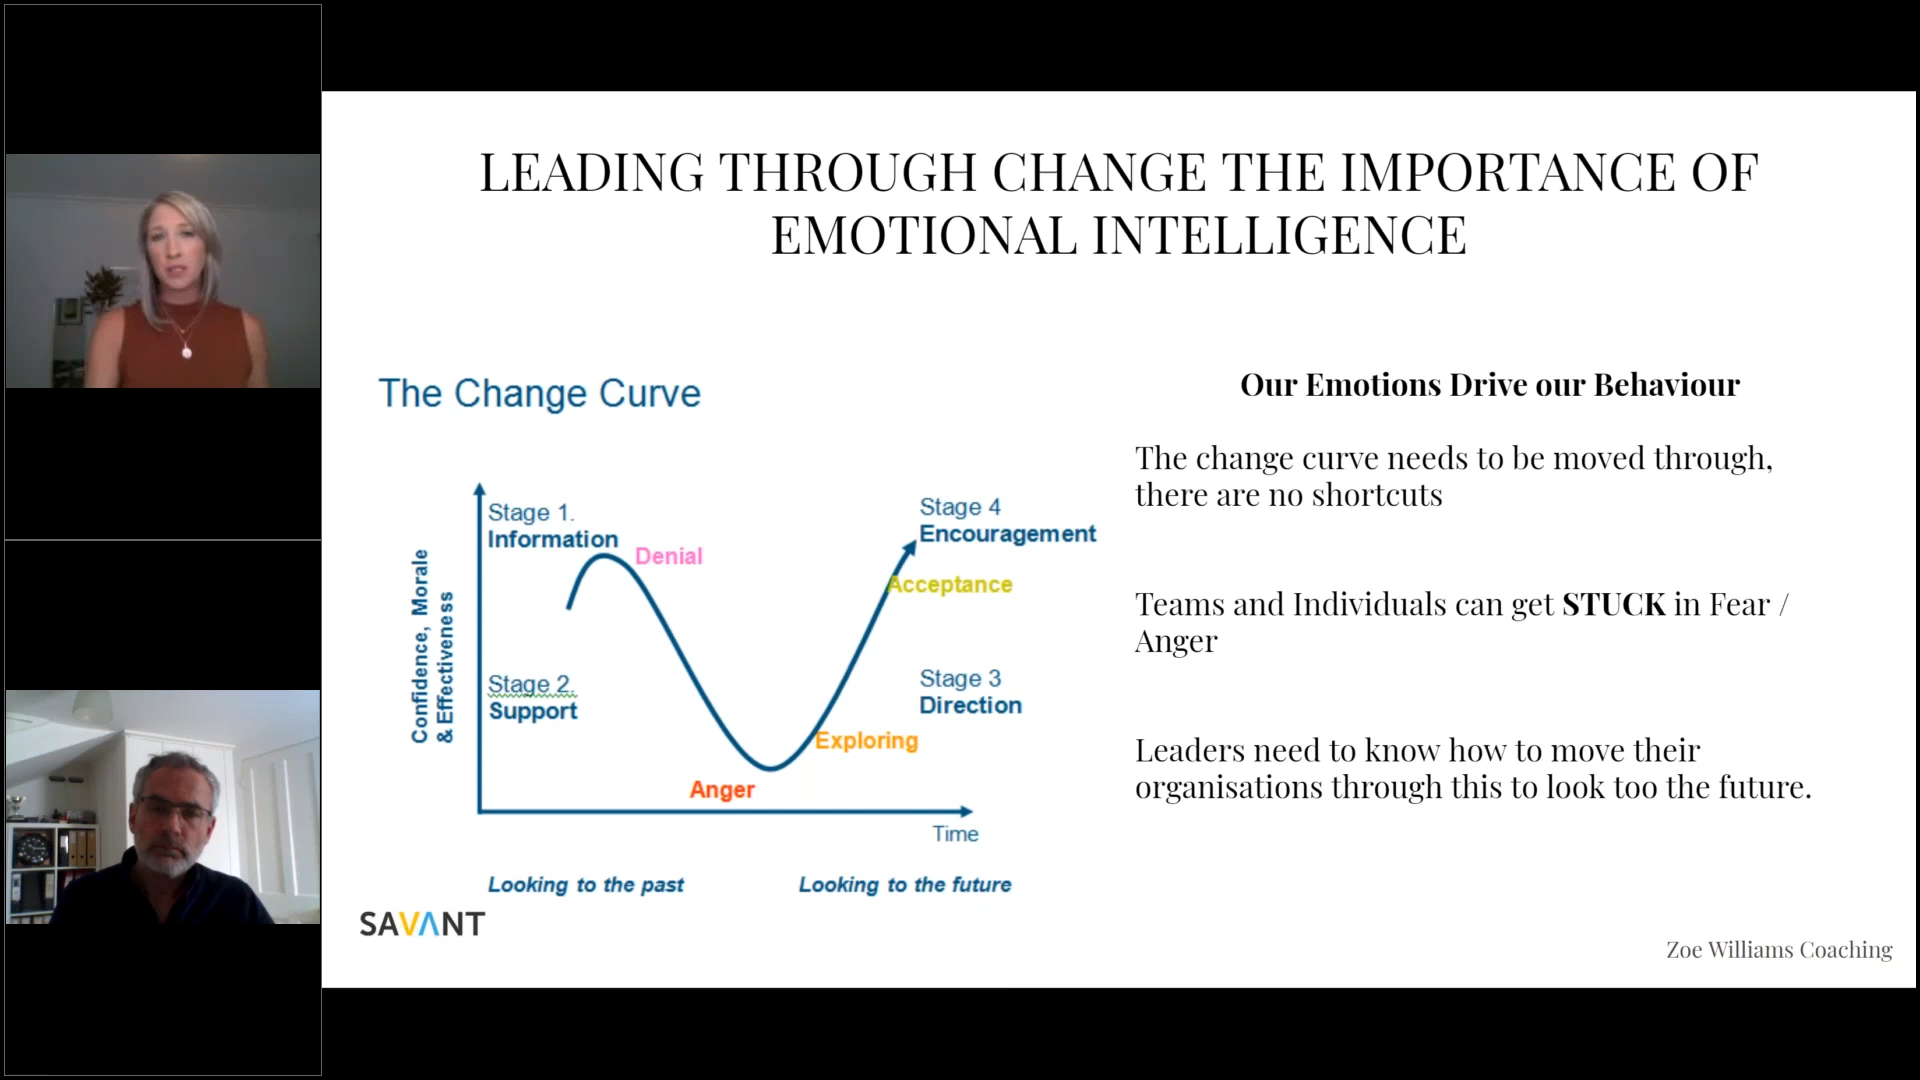 LEADING THROUGH CHANGE THE IMPORTANCE OF
EMOTIONAL INTELLIGENCE
The Change Curve
Stage 1.
Information
Denial
Stage 4
Encouragement
Acceptance
Confidence, Morale
& Effectiveness
Stage 2.
Support
Stage 3
Direction
Exploring
Anger
Time
Looking to the past
Looking to the future
SAVANT
Our Emotions Drive our Behaviour
The change curve needs to be moved through,
there are no shortcuts
Teams and Individuals can get STUCK in Fear /
Anger
Leaders need to know how to move their
organisations through this to look too the future.
Zoe Williams Coaching